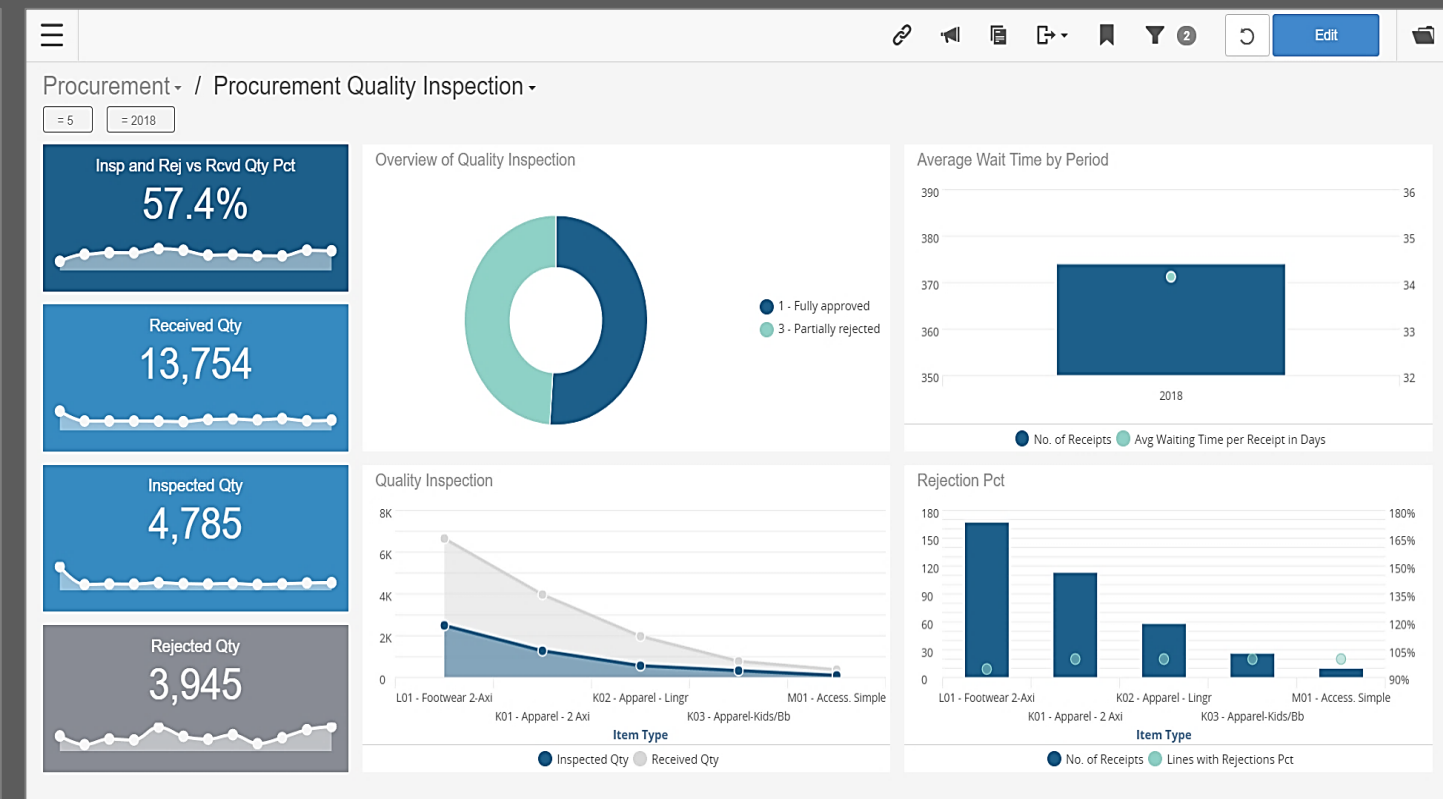 2
Edit
Procurement / Procurement Quality Inspection
= 5
= 2018
Insp and Rej vs Rcvd Qty Pct
57.4%
Received Qty
13,754
Inspected Qty
4,785
Rejected Qty
3,945
Overview of Quality Inspection
1 - Fully approved
3 - Partially rejected
Average Wait Time by Period
390 36
380 35
370 34
360 33
350 32
2018
No. of Receipts Avg Waiting Time per Receipt in Days
Quality Inspection
8K
6K
4K
2K
0
L01 - Footwear 2-Axi K02 - Apparel - Lingr M01 - Access. Simple
K01 - Apparel - 2 Axi K03 - Apparel-Kids/Bb
Item Type
Inspected Qty Received Qty
Rejection Pct
180 180%
150 165%
120 150%
90 135%
60 120%
30 105%
0 90%
L01 - Footwear 2-Axi K02 - Apparel - Lingr M01 - Access. Simple
K01 - Apparel - 2 Axi K03 - Apparel-Kids/Bb
Item Type
No. of Receipts Lines with Rejections Pct